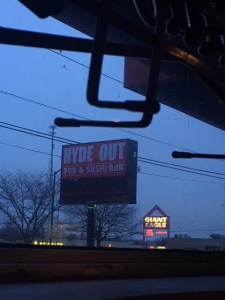 HYDE OUT
PUB & SUSHI BAR
GIANT
EAGLE